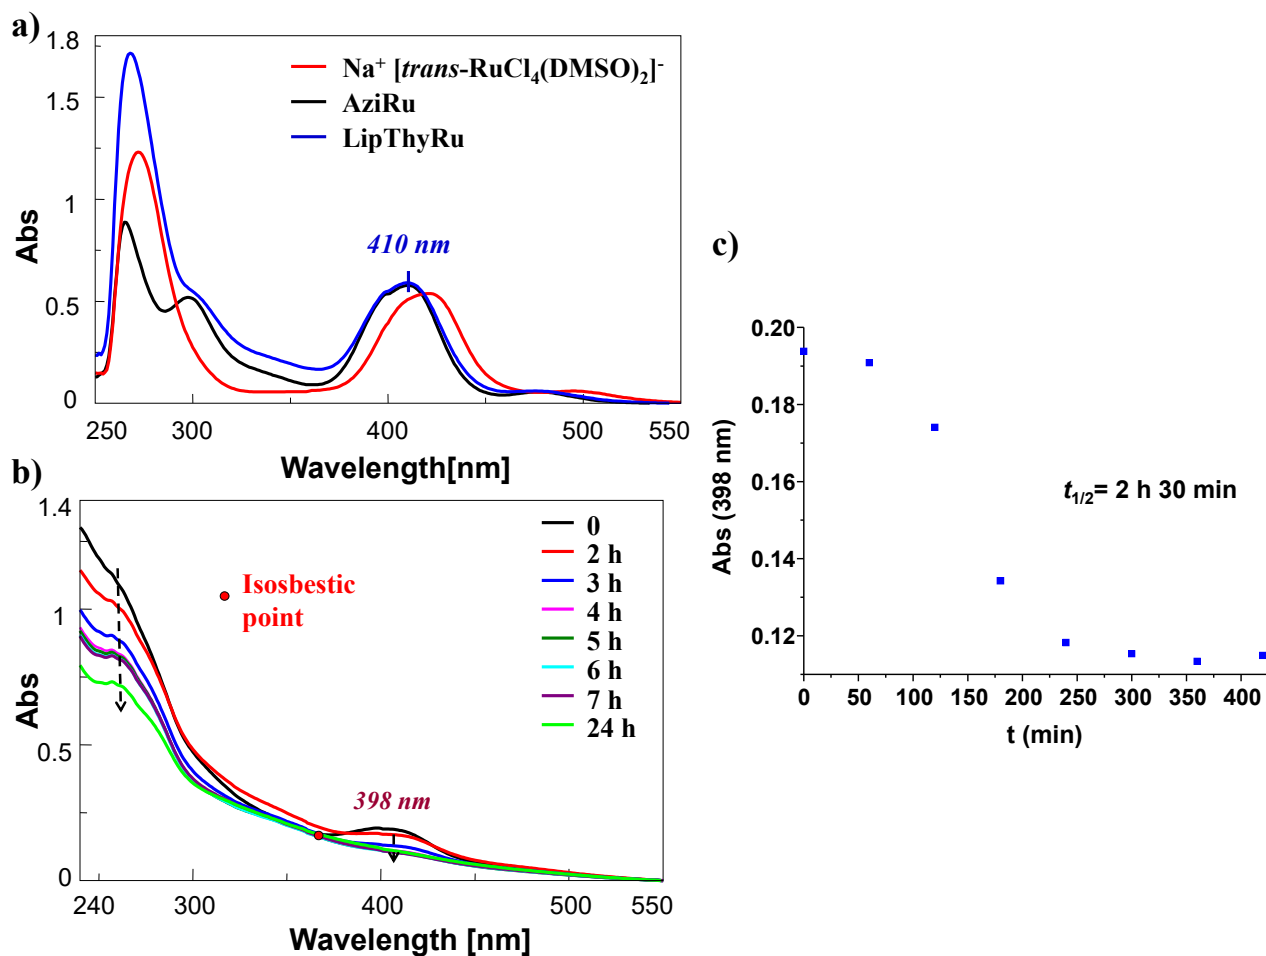 a)
1.8
1.5
1
0.5
0
Abs
Na⁺ [trans-RuCl₄(DMSO)₂]⁻
AziRu
LipThyRu
410 nm
250 300 400 500 550
Wavelength[nm]
b)
1.4
1
0.5
0
Abs
0
2 h
3 h
4 h
5 h
6 h
7 h
24 h
Isosbestic
point
398 nm
240 300 400 500 550
Wavelength [nm]
c)
0.20
0.18
0.16
0.14
0.12
Abs (398 nm)
t₁/₂= 2 h 30 min
0 50 100 150 200 250 300 350 400
t (min)